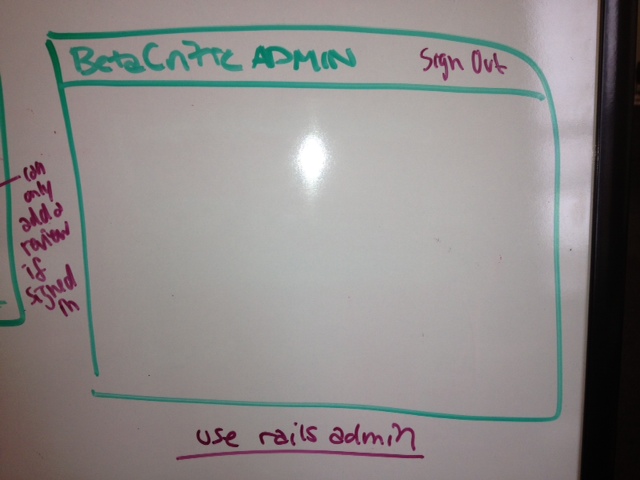 BetaCritic ADMIN
Sign Out
can
only
add a
review
if
signed
in
use rails admin